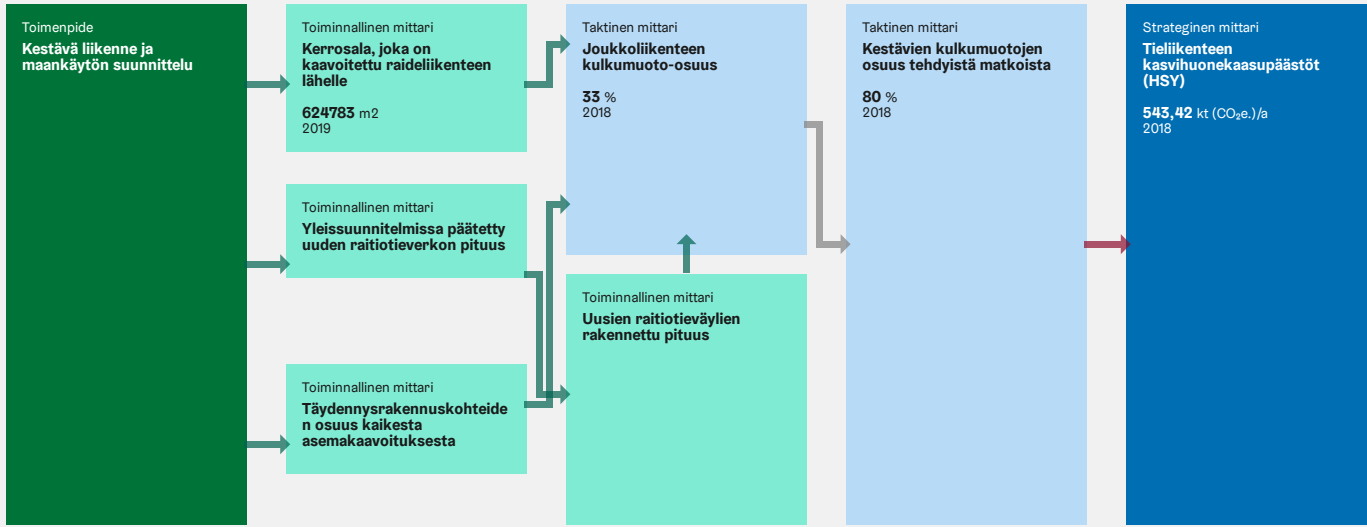 Toimenpide
Kestävä liikenne ja
maankäytön suunnittelu
Toiminnallinen mittari
Kerrosala, joka on
kaavoitettu raideliikenteen
lähelle
624783 m2
2019
Toiminnallinen mittari
Yleissuunnitelmissa päätetty
uuden raitiotieverkon pituus
Toiminnallinen mittari
Täydennysrakennuskohteide
n osuus kaikesta
asemakaavoituksesta
Taktinen mittari
Joukkoliikenteen
kulkumuoto-osuus
33 %
2018
Toiminnallinen mittari
Uusien raitiotieväylien
rakennettu pituus
Taktinen mittari
Kestävien kulkumuotojen
osuus tehdyistä matkoista
80 %
2018
Strateginen mittari
Tieliikenteen
kasvihuonekaasupäästöt
(HSY)
543,42 kt (CO₂e.)/a
2018